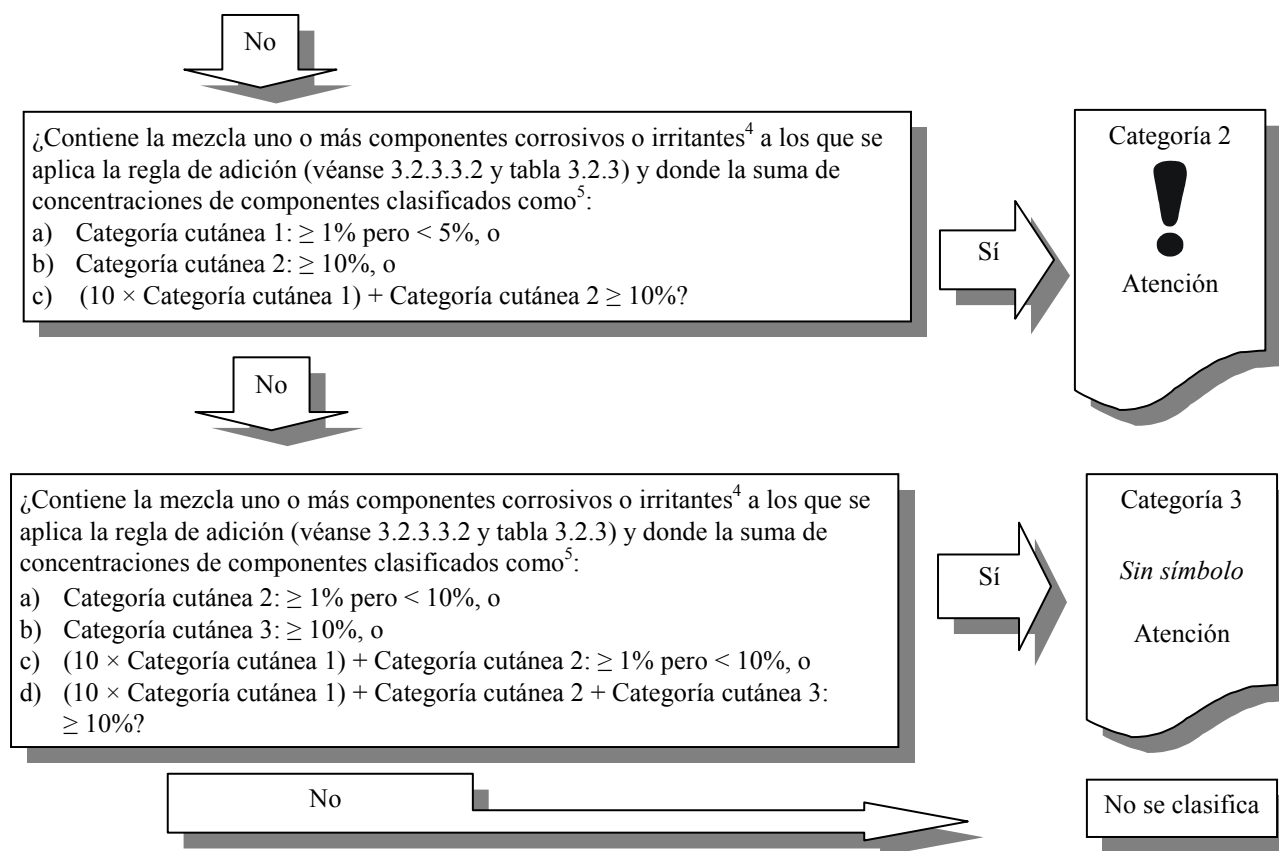 No
¿Contiene la mezcla uno o más componentes corrosivos o irritantes⁴ a los que se
aplica la regla de adición (véanse 3.2.3.3.2 y tabla 3.2.3) y donde la suma de
concentraciones de componentes clasificados como⁵:
a) Categoría cutánea 1: ≥ 1% pero < 5%, o
b) Categoría cutánea 2: ≥ 10%, o
c) (10 × Categoría cutánea 1) + Categoría cutánea 2 ≥ 10%?
Sí
Categoría 2
Atención
No
¿Contiene la mezcla uno o más componentes corrosivos o irritantes⁴ a los que se
aplica la regla de adición (véanse 3.2.3.3.2 y tabla 3.2.3) y donde la suma de
concentraciones de componentes clasificados como⁵:
a) Categoría cutánea 2: ≥ 1% pero < 10%, o
b) Categoría cutánea 3: ≥ 10%, o
c) (10 × Categoría cutánea 1) + Categoría cutánea 2: ≥ 1% pero < 10%, o
d) (10 × Categoría cutánea 1) + Categoría cutánea 2 + Categoría cutánea 3:
≥ 10%?
Sí
Categoría 3
Sin símbolo
Atención
No
No se clasifica